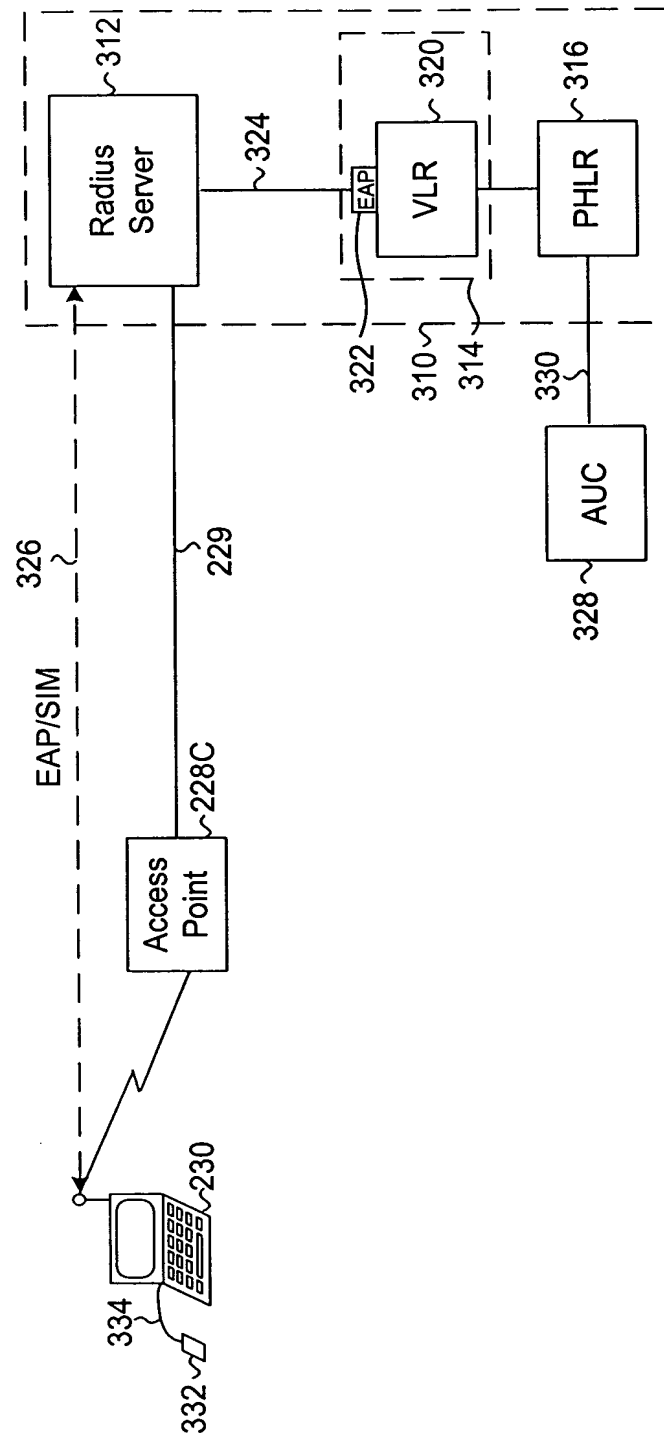 312
Radius
Server
324
320
EAP
VLR
322
310
314
316
PHLR
330
AUC
328
326
EAP/SIM
229
228C
Access
Point
230
334
332